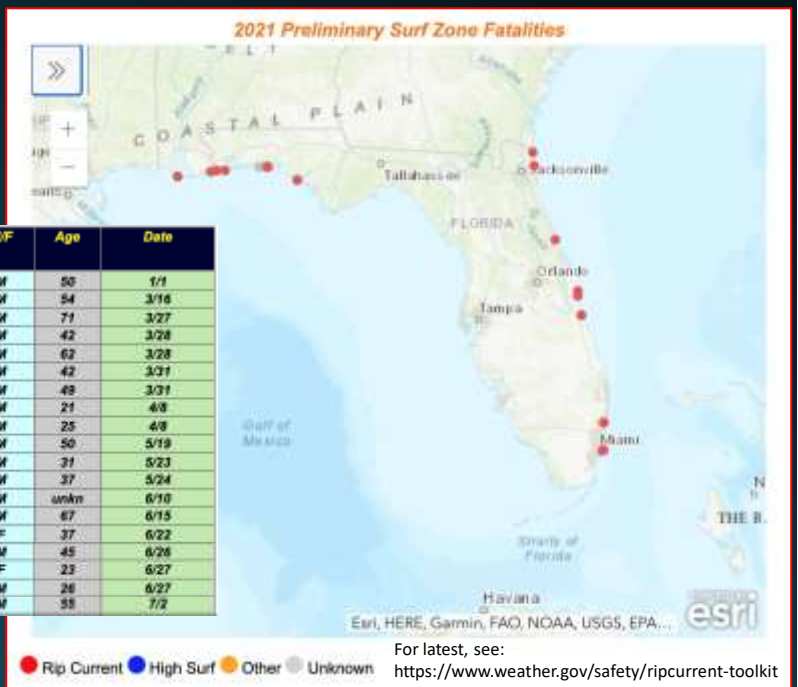 2021 Preliminary Surf Zone Fatalities
COASTAL PLAIN
Tallahassee
Jacksonville
FLORIDA
Orlando
Tampa
Gulf of
Mexico
Miami
THE B.
Straits of
Florida
Havana
/F Age Date
M 50 1/1
M 54 3/16
M 71 3/27
M 42 3/28
M 62 3/28
M 42 3/31
M 49 3/31
M 21 4/8
M 25 4/8
M 50 5/19
M 31 5/23
M 37 5/24
M unkn 6/10
M 67 6/15
F 37 6/22
M 45 6/26
F 23 6/27
M 26 6/27
M 55 7/2
Esri, HERE, Garmin, FAO, NOAA, USGS, EPA...
esri
Rip Current High Surf Other Unknown
For latest, see:
https://www.weather.gov/safety/ripcurrent-toolkit